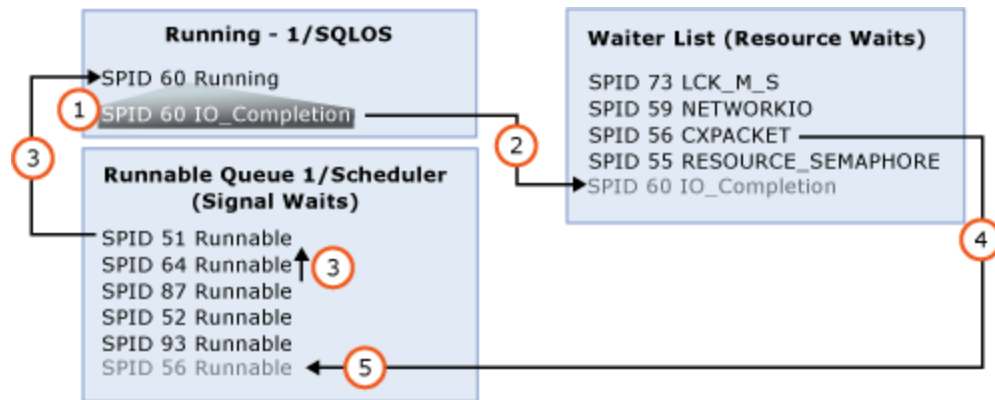 Running - 1/SQLOS
SPID 60 Running
1
SPID 60 IO_Completion
3
Runnable Queue 1/Scheduler
(Signal Waits)
SPID 51 Runnable
SPID 64 Runnable
3
SPID 87 Runnable
SPID 52 Runnable
SPID 93 Runnable
SPID 56 Runnable
5
2
Waiter List (Resource Waits)
SPID 73 LCK_M_S
SPID 59 NETWORKIO
SPID 56 CXPACKET
SPID 55 RESOURCE_SEMAPHORE
SPID 60 IO_Completion
4